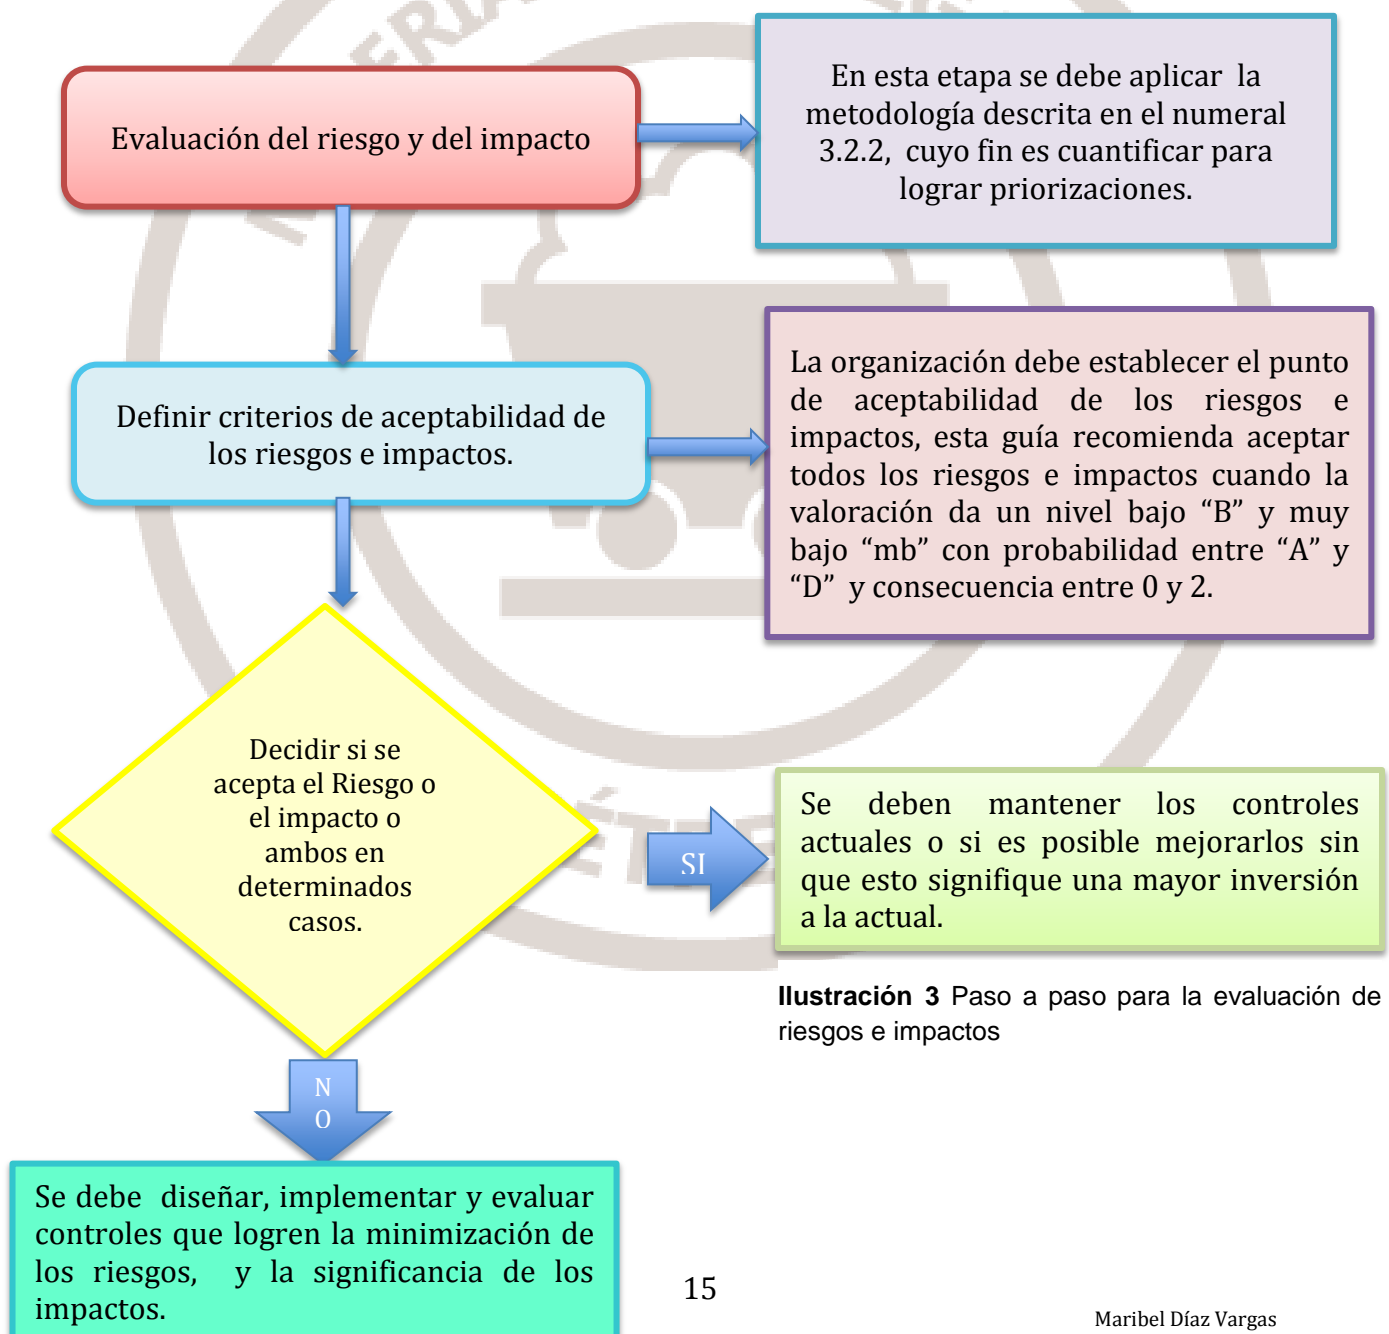 Evaluación del riesgo y del impacto
En esta etapa se debe aplicar la
metodología descrita en el numeral
3.2.2, cuyo fin es cuantificar para
lograr priorizaciones.
Definir criterios de aceptabilidad de
los riesgos e impactos.
La organización debe establecer el punto
de aceptabilidad de los riesgos e
impactos, esta guía recomienda aceptar
todos los riesgos e impactos cuando la
valoración da un nivel bajo “B” y muy
bajo “mb” con probabilidad entre “A” y
“D” y consecuencia entre 0 y 2.
Decidir si se
acepta el Riesgo o
el impacto o
ambos en
determinados
casos.
SI
Se deben mantener los controles
actuales o si es posible mejorarlos sin
que esto signifique una mayor inversión
a la actual.
Ilustración 3 Paso a paso para la evaluación de
riesgos e impactos
N
O
Se debe diseñar, implementar y evaluar
controles que logren la minimización de
los riesgos, y la significancia de los
impactos.
15
Maribel Díaz Vargas